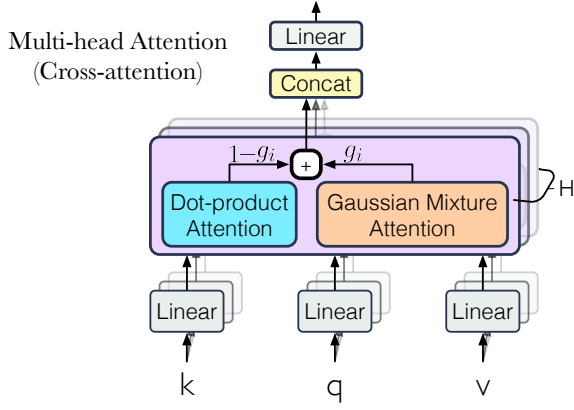 Multi-head Attention
(Cross-attention)
Linear
Concat
1−gᵢ
+
gᵢ
Dot-product
Attention
Gaussian Mixture
Attention
H
Linear
Linear
Linear
k
q
v